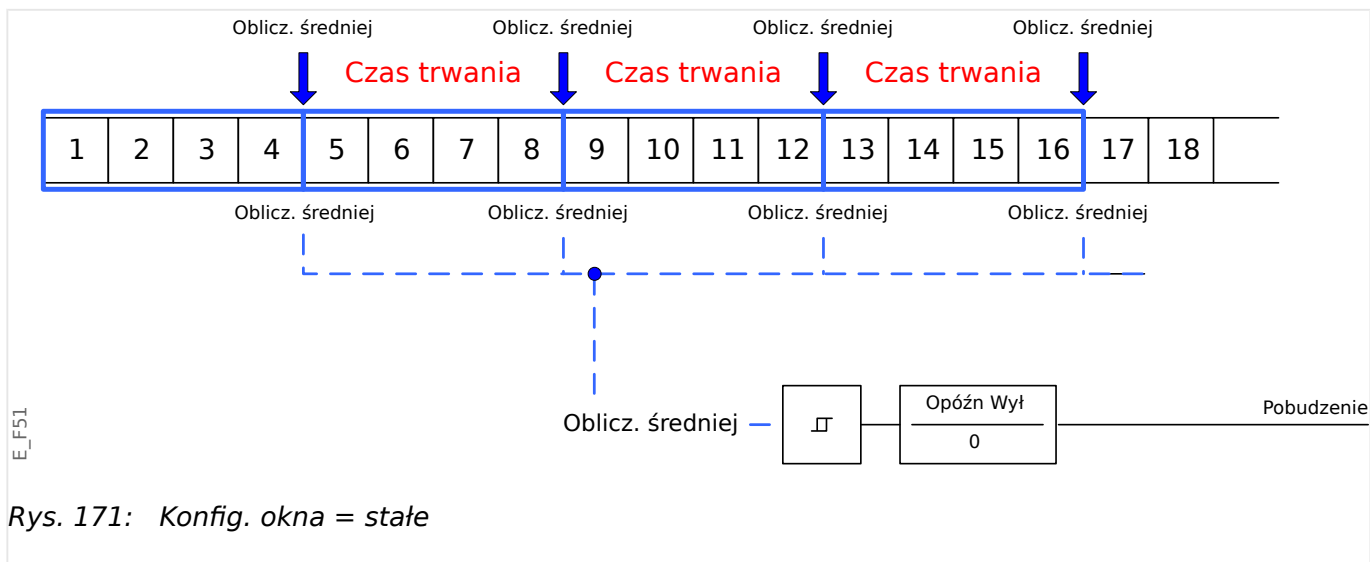 Oblicz. średniej Oblicz. średniej Oblicz. średniej Oblicz. średniej
Czas trwania Czas trwania Czas trwania
1 2 3 4 5 6 7 8 9 10 11 12 13 14 15 16 17 18
Oblicz. średniej Oblicz. średniej Oblicz. średniej Oblicz. średniej
Oblicz. średniej
Opóźn Wył
0
Pobudzenie
E_F51
Rys. 171: Konfig. okna = stałe